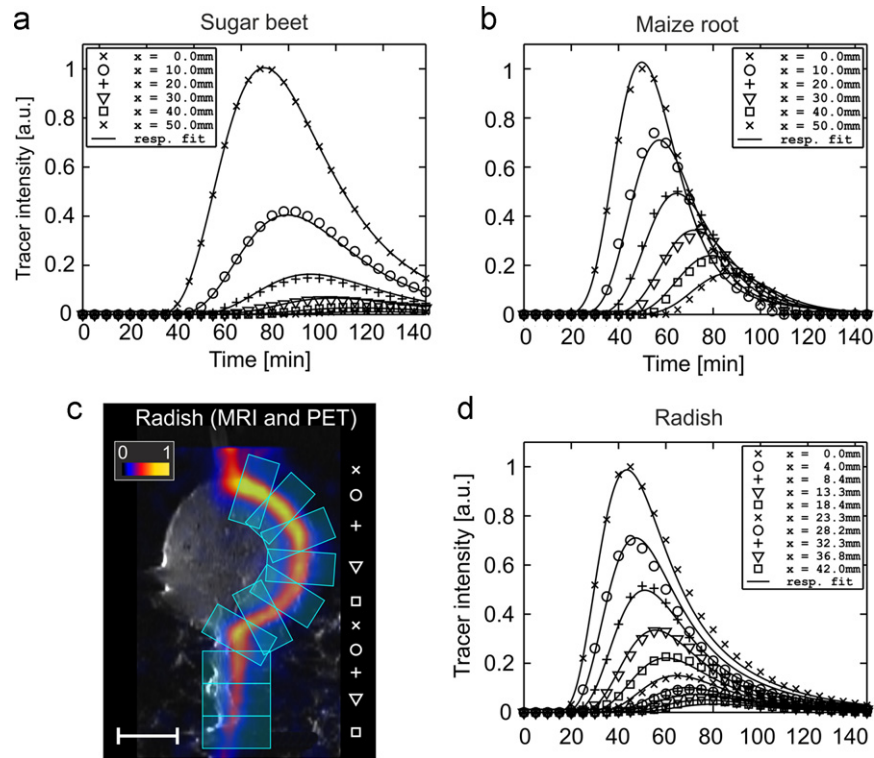 a
Sugar beet
Tracer intensity [a.u.]
1
0.8
0.6
0.4
0.2
0
× x = 0.0mm
○ x = 10.0mm
+ x = 20.0mm
▽ x = 30.0mm
□ x = 40.0mm
× x = 50.0mm
— resp. fit
0 20 40 60 80 100 120 140
Time [min]
b
Maize root
1
0.8
0.6
0.4
0.2
0
× x = 0.0mm
○ x = 10.0mm
+ x = 20.0mm
▽ x = 30.0mm
□ x = 40.0mm
× x = 50.0mm
— resp. fit
0 20 40 60 80 100 120 140
Time [min]
c
Radish (MRI and PET)
0 1
d
Radish
Tracer intensity [a.u.]
1
0.8
0.6
0.4
0.2
0
× x = 0.0mm
○ x = 4.0mm
+ x = 8.4mm
▽ x = 13.3mm
□ x = 18.4mm
× x = 23.3mm
○ x = 28.2mm
+ x = 32.3mm
▽ x = 36.8mm
□ x = 42.0mm
— resp. fit
0 20 40 60 80 100 120 140
Time [min]